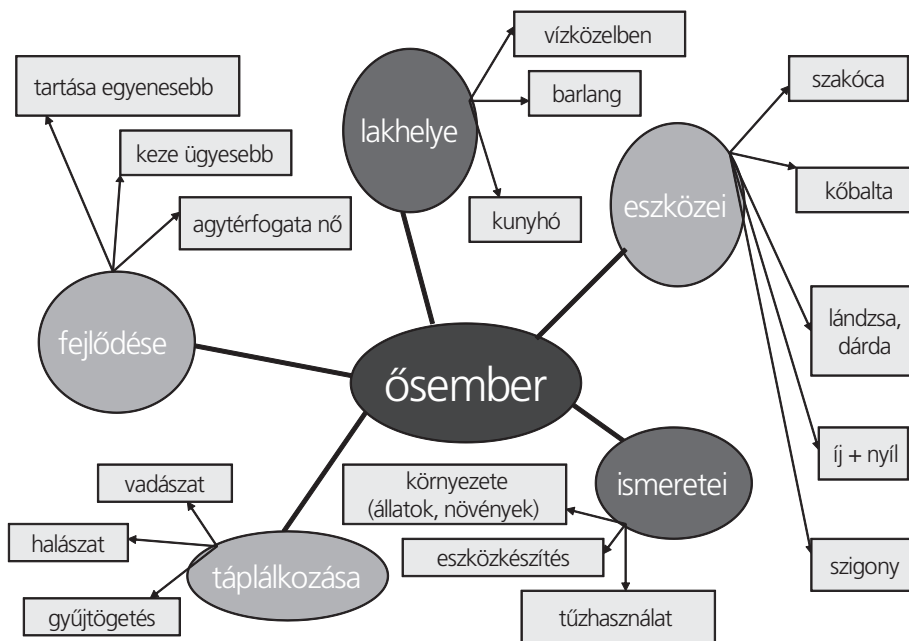 ősember
lakhelye
vízközelben
barlang
kunyhó
eszközei
szakóca
kőbalta
lándzsa,
dárda
íj + nyíl
szigony
ismeretei
környezete
(állatok, növények)
eszközkészítés
tűzhasználat
táplálkozása
vadászat
halászat
gyűjtögetés
fejlődése
tartása egyenesebb
keze ügyesebb
agytérfogata nő